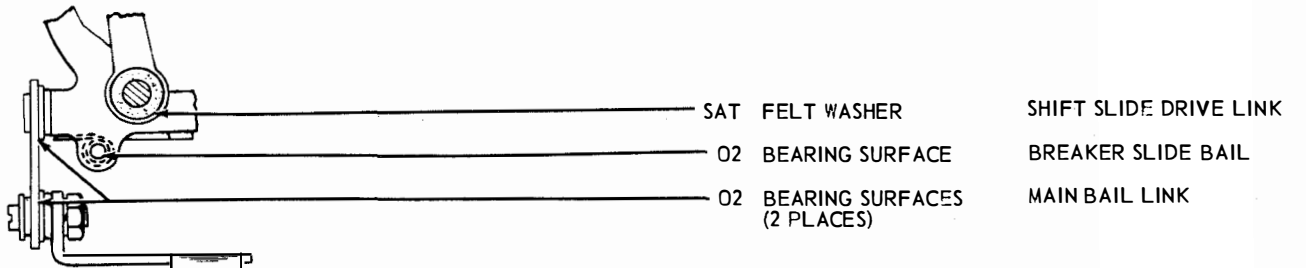 SAT FELT WASHER SHIFT SLIDE DRIVE LINK
O2 BEARING SURFACE BREAKER SLIDE BAIL
O2 BEARING SURFACES MAIN BAIL LINK
(2 PLACES)